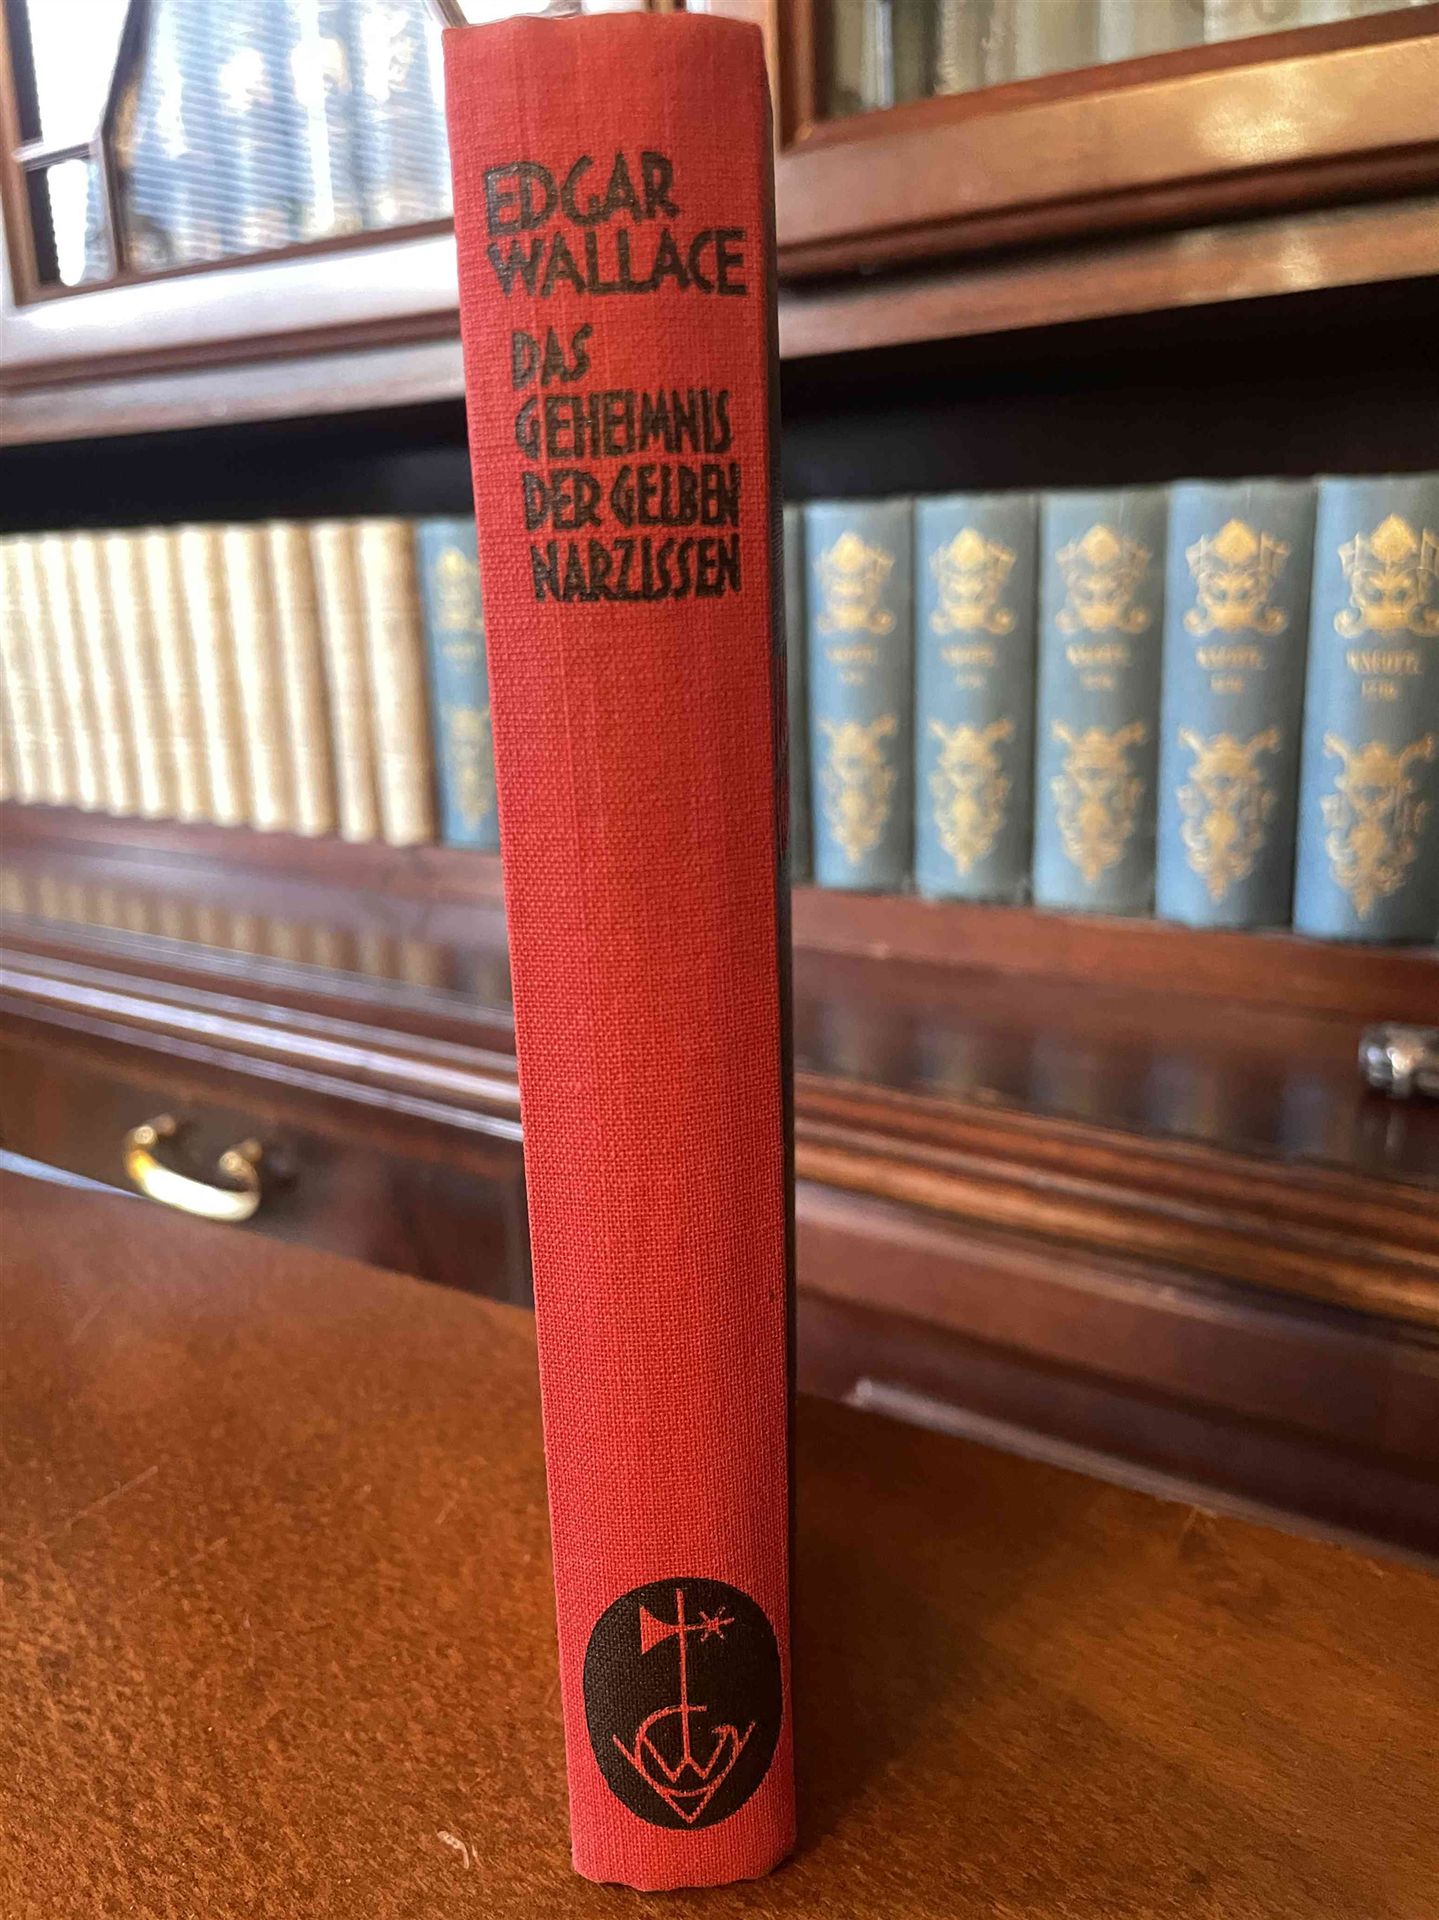 EDGAR
WALLACE
DAS
GEHEIMNIS
DER GELBEN
NARZISSEN